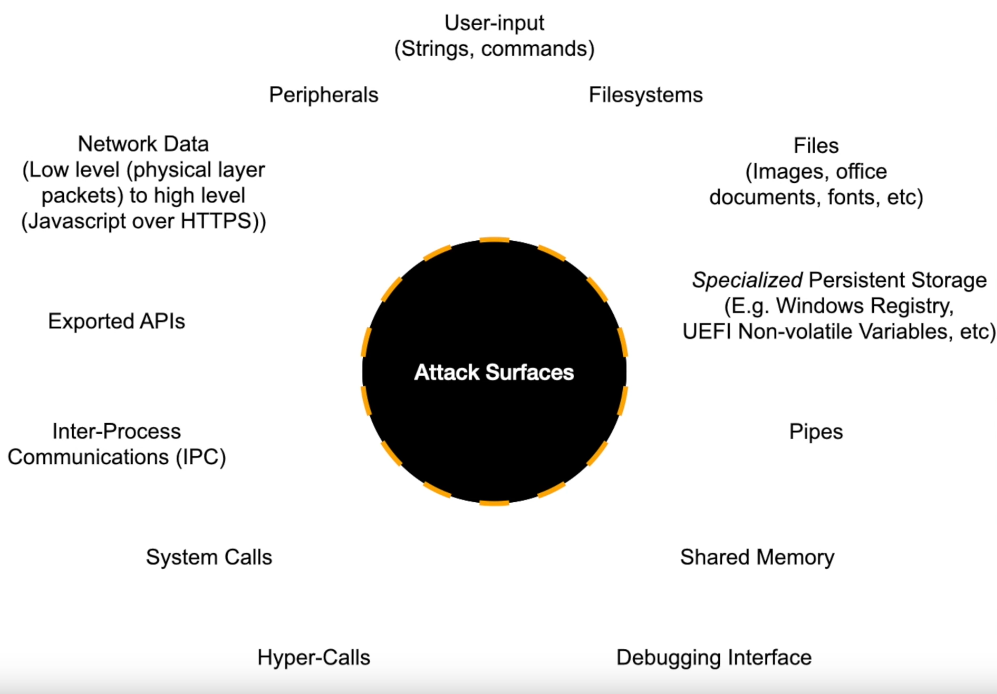 User-input
(Strings, commands)
Peripherals
Filesystems
Network Data
(Low level (physical layer
packets) to high level
(Javascript over HTTPS))
Files
(Images, office
documents, fonts, etc)
Specialized Persistent Storage
(E.g. Windows Registry,
UEFI Non-volatile Variables, etc)
Exported APIs
Attack Surfaces
Inter-Process
Communications (IPC)
Pipes
System Calls
Shared Memory
Hyper-Calls
Debugging Interface